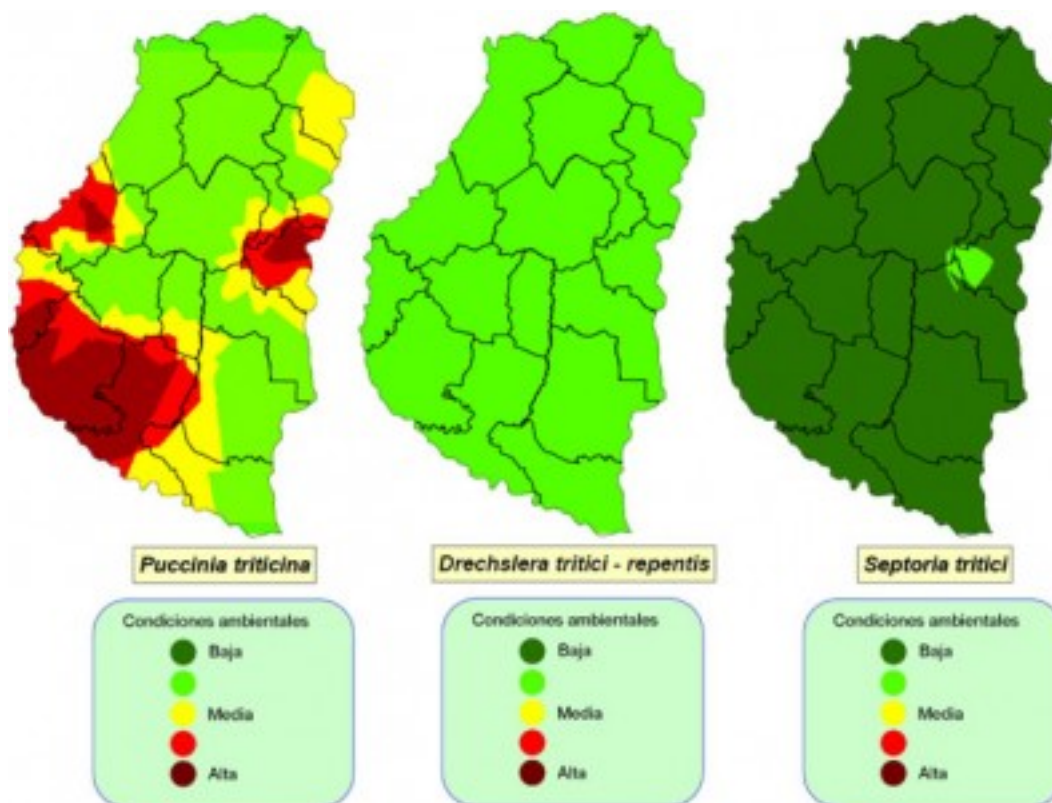 Puccinia triticina
Condiciones ambientales
Baja
Media
Alta
Drechslera tritici - repentis
Condiciones ambientales
Baja
Media
Alta
Septoria tritici
Condiciones ambientales
Baja
Media
Alta